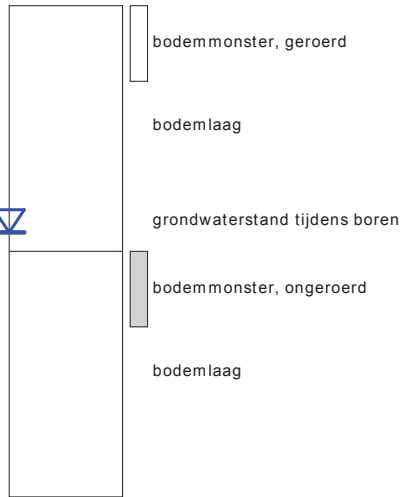 bodemmonster, geroerd
bodemlaag
grondwaterstand tijdens boren
bodemmonster, ongeroerd
bodemlaag